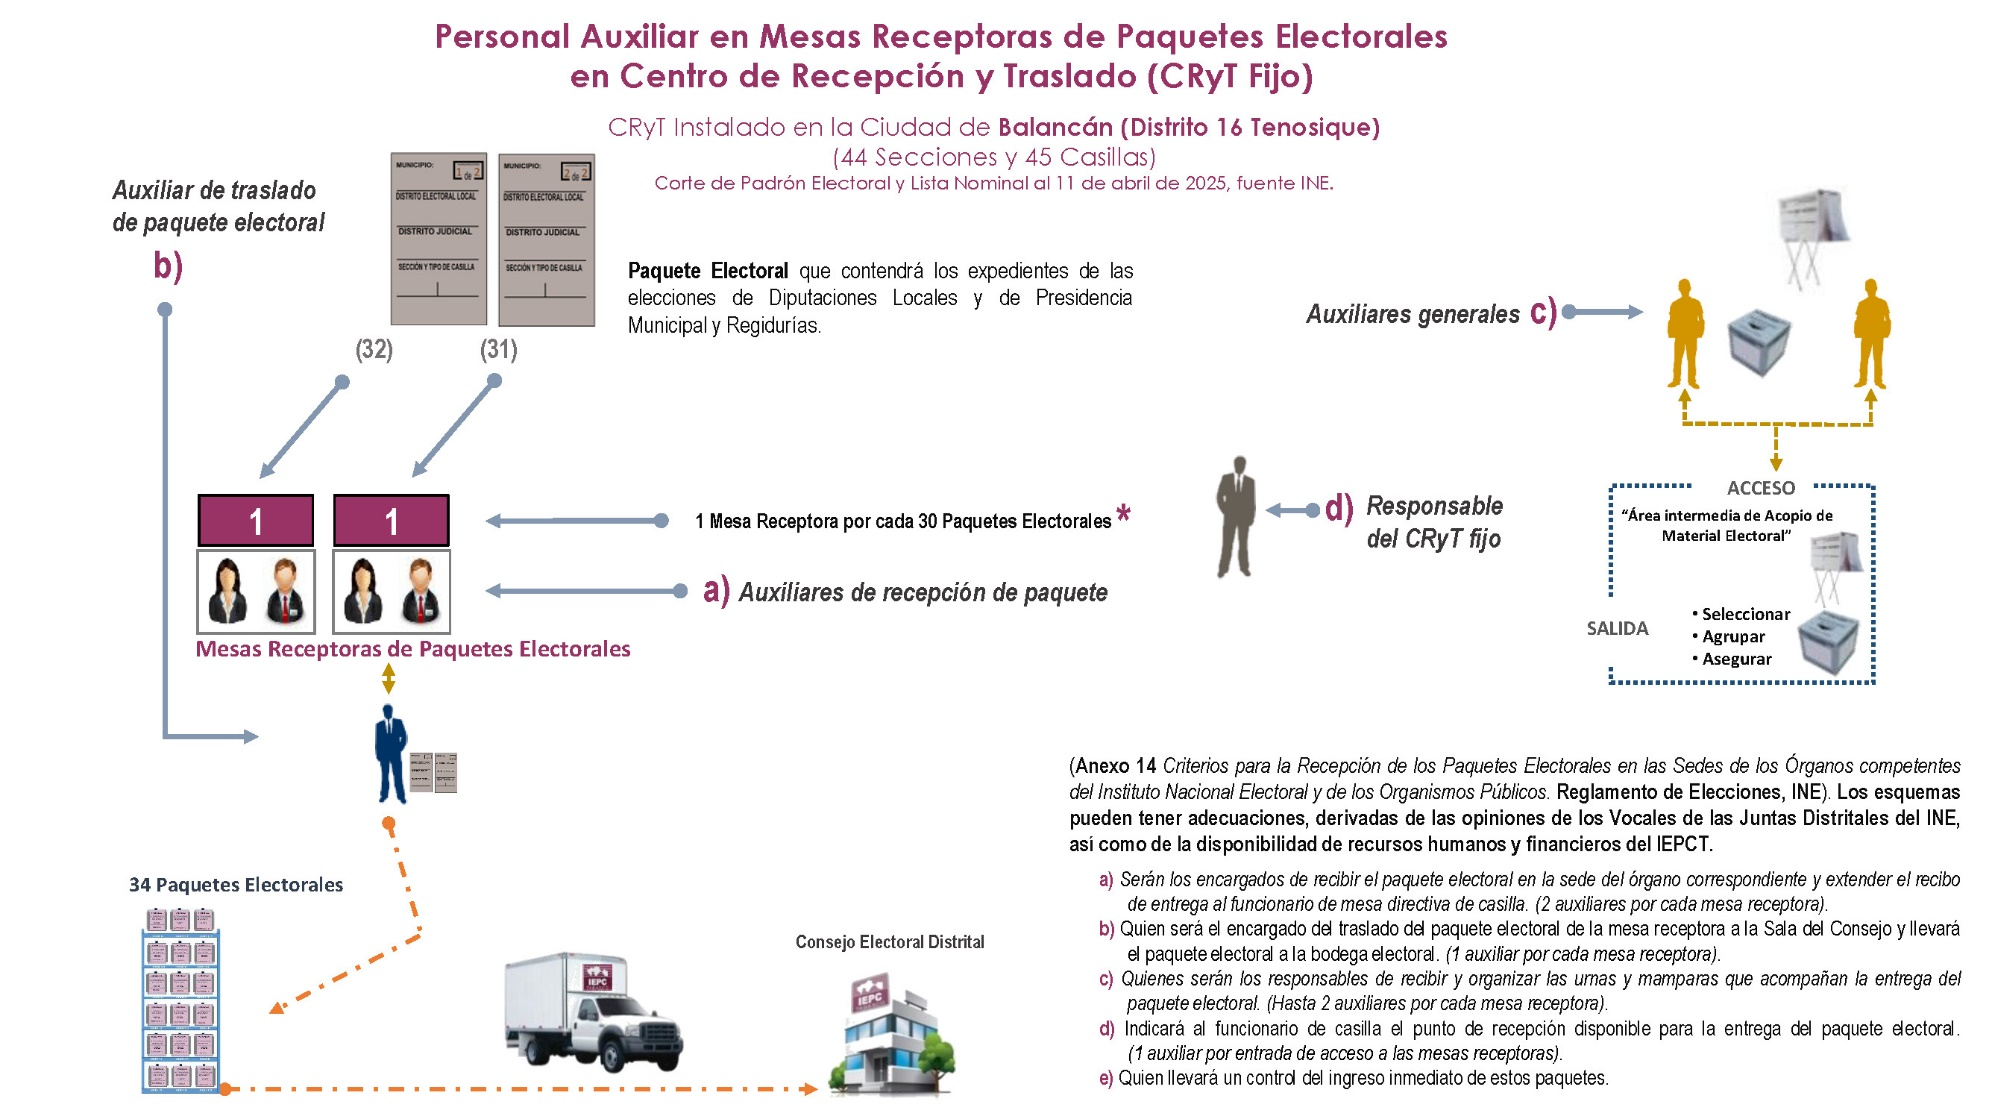 Personal Auxiliar en Mesas Receptoras de Paquetes Electorales
en Centro de Recepción y Traslado (CRyT Fijo)
CRyT Instalado en la Ciudad de Balancán (Distrito 16 Tenosique)
(44 Secciones y 45 Casillas)
Corte de Padrón Electoral y Lista Nominal al 11 de abril de 2025, fuente INE.
Auxiliar de traslado
de paquete electoral
b)
MUNICIPIO:
1 de 2
DISTRITO ELECTORAL LOCAL
DISTRITO JUDICIAL
SECCIÓN Y TIPO DE CASILLA
MUNICIPIO:
2 de 2
DISTRITO ELECTORAL LOCAL
DISTRITO JUDICIAL
SECCIÓN Y TIPO DE CASILLA
Paquete Electoral que contendrá los expedientes de las
elecciones de Diputaciones Locales y de Presidencia
Municipal y Regidurías.
(32)
(31)
Auxiliares generales c)
1
1
1 Mesa Receptora por cada 30 Paquetes Electorales *
a) Auxiliares de recepción de paquete
Mesas Receptoras de Paquetes Electorales
d) Responsable
del CRyT fijo
ACCESO
“Área intermedia de Acopio de
Material Electoral”
SALIDA
• Seleccionar
• Agrupar
• Asegurar
34 Paquetes Electorales
IEPC
Consejo Electoral Distrital
IEPC
(Anexo 14 Criterios para la Recepción de los Paquetes Electorales en las Sedes de los Órganos competentes
del Instituto Nacional Electoral y de los Organismos Públicos. Reglamento de Elecciones, INE). Los esquemas
pueden tener adecuaciones, derivadas de las opiniones de los Vocales de las Juntas Distritales del INE,
así como de la disponibilidad de recursos humanos y financieros del IEPCT.
a) Serán los encargados de recibir el paquete electoral en la sede del órgano correspondiente y extender el recibo
de entrega al funcionario de mesa directiva de casilla. (2 auxiliares por cada mesa receptora).
b) Quien será el encargado del traslado del paquete electoral de la mesa receptora a la Sala del Consejo y llevará
el paquete electoral a la bodega electoral. (1 auxiliar por cada mesa receptora).
c) Quienes serán los responsables de recibir y organizar las urnas y mamparas que acompañan la entrega del
paquete electoral. (Hasta 2 auxiliares por cada mesa receptora).
d) Indicará al funcionario de casilla el punto de recepción disponible para la entrega del paquete electoral.
(1 auxiliar por entrada de acceso a las mesas receptoras).
e) Quien llevará un control del ingreso inmediato de estos paquetes.